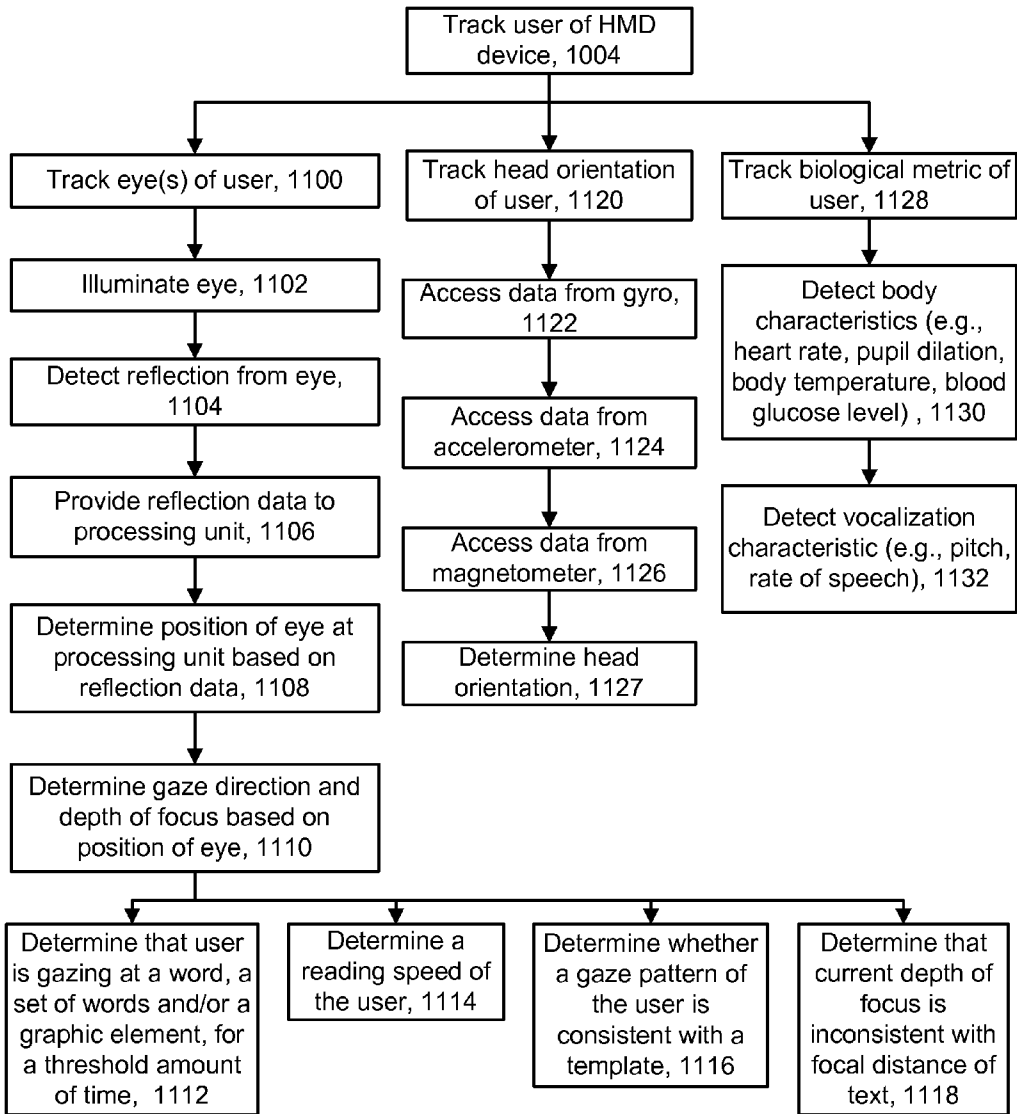 Track user of HMD
device, 1004
Track eye(s) of user, 1100
Illuminate eye, 1102
Detect reflection from eye,
1104
Provide reflection data to
processing unit, 1106
Determine position of eye at
processing unit based on
reflection data, 1108
Determine gaze direction and
depth of focus based on
position of eye, 1110
Track head orientation
of user, 1120
Access data from gyro,
1122
Access data from
accelerometer, 1124
Access data from
magnetometer, 1126
Determine head
orientation, 1127
Track biological metric of
user, 1128
Detect body
characteristics (e.g.,
heart rate, pupil dilation,
body temperature, blood
glucose level) , 1130
Detect vocalization
characteristic (e.g., pitch,
rate of speech), 1132
Determine that user
is gazing at a word, a
set of words and/or a
graphic element, for
a threshold amount
of time, 1112
Determine a
reading speed of
the user, 1114
Determine whether
a gaze pattern of
the user is
consistent with a
template, 1116
Determine that
current depth of
focus is
inconsistent with
focal distance of
text, 1118